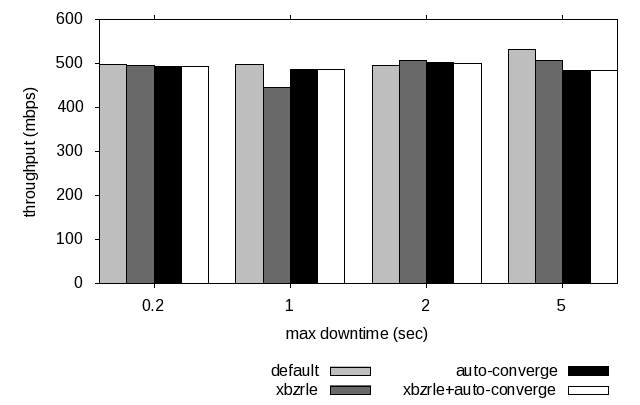 600
500
400
300
200
100
0
throughput (mbps)
0.2 1 2 5
max downtime (sec)
default auto-converge
xbzrle xbzrle+auto-converge